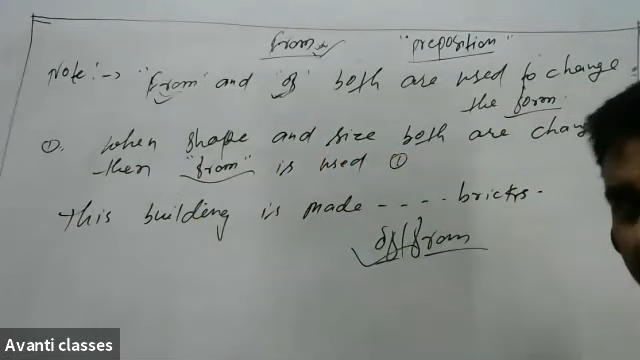 from "preposition"
Note:-> "from" and "of" both are used to change
the form.
①. when shape and size both are chang
then "from" is used ①
This building is made ---- bricks.
of/from
Avanti classes